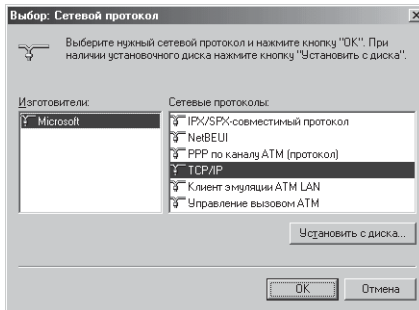 Выбор: Сетевой протокол
Выберите нужный сетевой протокол и нажмите кнопку "ОК". При
наличии установочного диска нажмите кнопку "Установить с диска".
Изготовители:
Microsoft
Сетевые протоколы:
IPX/SPX-совместимый протокол
NetBEUI
PPP по каналу ATM (протокол)
TCP/IP
Клиент эмуляции ATM LAN
Управление вызовом ATM
Установить с диска...
ОК
Отмена